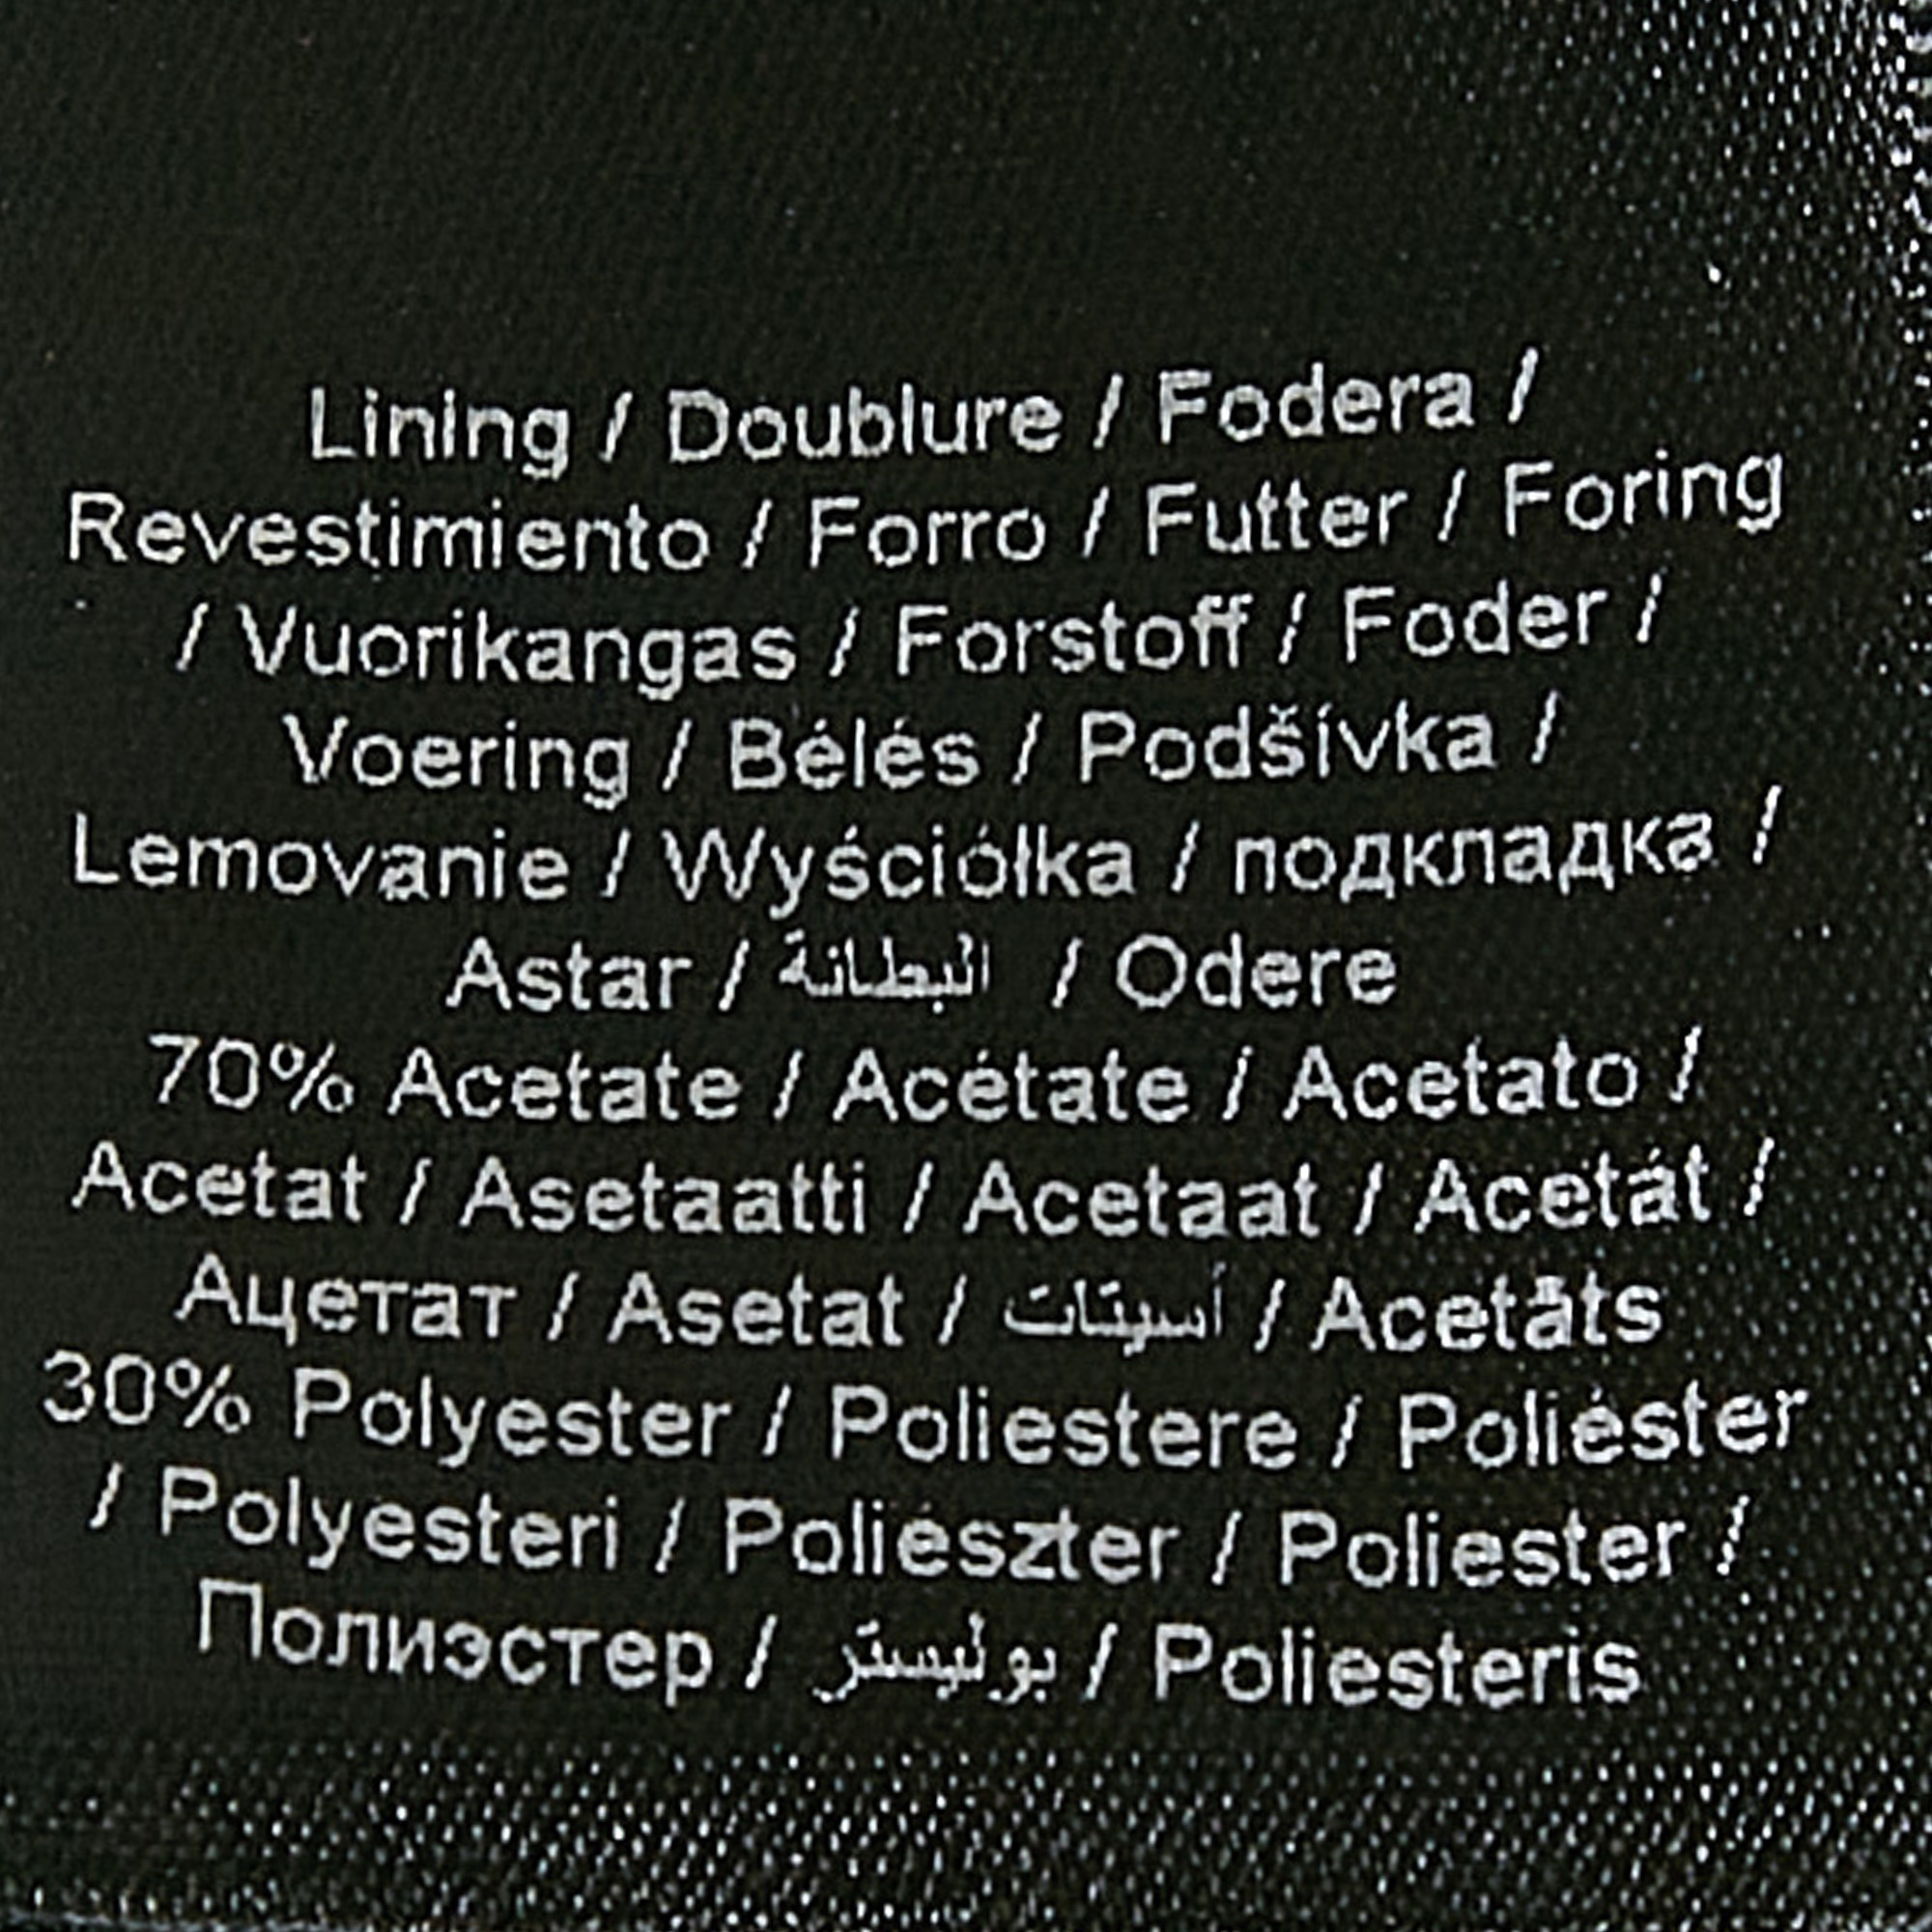 Lining / Doublure / Fodera /
Revestimiento / Forro / Futter / Foring
/ Vuorikangas / Forstoff / Foder /
Voering / Bélés / Podšívka /
Lemovanie / Wyściółka / подкладка /
Astar / البطانة / Odere
70% Acetate / Acétate / Acetato /
Acetat / Asetaatti / Acetaat / Acetát /
Ацетат / Asetat / أسيتات / Acetāts
30% Polyester / Poliestere / Poliéster
/ Polyesteri / Poliészter / Poliester /
Полиэстер / بوليستر / Poliesteris